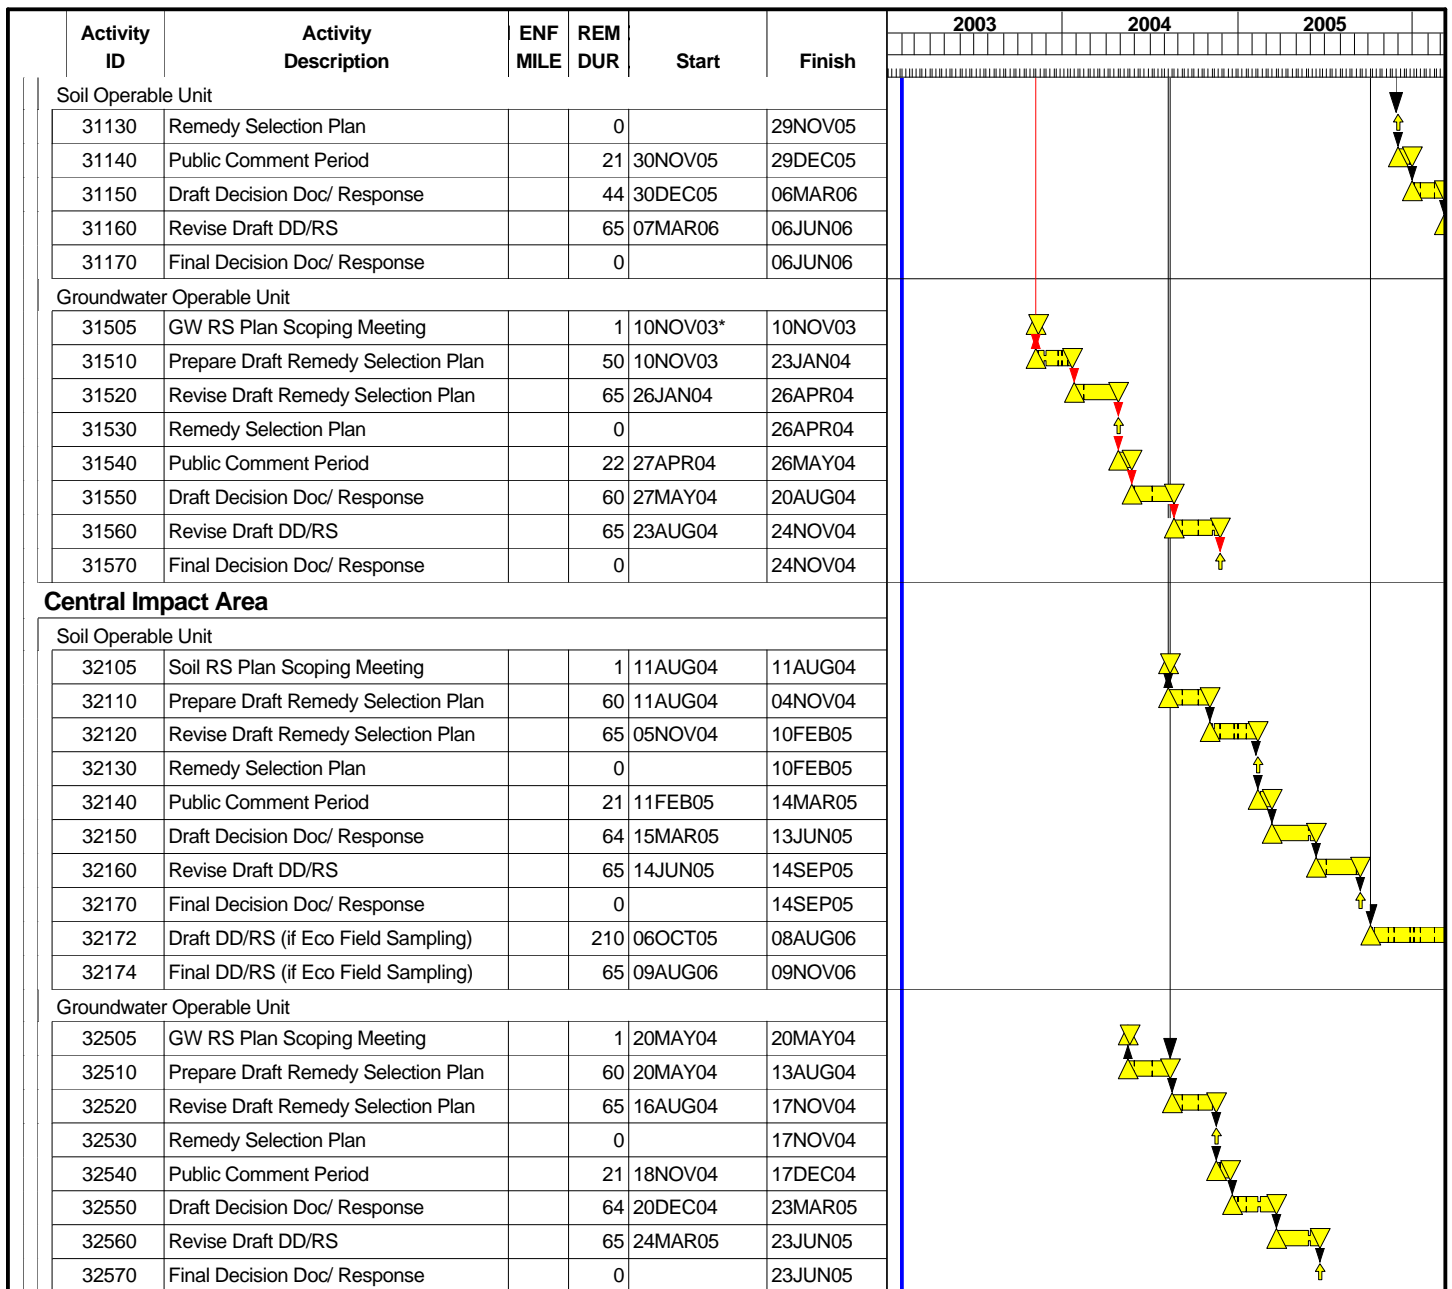 Activity Activity ENF REM 2003 2004 2005
ID Description MILE DUR Start Finish
Soil Operable Unit
31130 Remedy Selection Plan 0 29NOV05
31140 Public Comment Period 21 30NOV05 29DEC05
31150 Draft Decision Doc/ Response 44 30DEC05 06MAR06
31160 Revise Draft DD/RS 65 07MAR06 06JUN06
31170 Final Decision Doc/ Response 0 06JUN06
Groundwater Operable Unit
31505 GW RS Plan Scoping Meeting 1 10NOV03* 10NOV03
31510 Prepare Draft Remedy Selection Plan 50 10NOV03 23JAN04
31520 Revise Draft Remedy Selection Plan 65 26JAN04 26APR04
31530 Remedy Selection Plan 0 26APR04
31540 Public Comment Period 22 27APR04 26MAY04
31550 Draft Decision Doc/ Response 60 27MAY04 20AUG04
31560 Revise Draft DD/RS 65 23AUG04 24NOV04
31570 Final Decision Doc/ Response 0 24NOV04
Central Impact Area
Soil Operable Unit
32105 Soil RS Plan Scoping Meeting 1 11AUG04 11AUG04
32110 Prepare Draft Remedy Selection Plan 60 11AUG04 04NOV04
32120 Revise Draft Remedy Selection Plan 65 05NOV04 10FEB05
32130 Remedy Selection Plan 0 10FEB05
32140 Public Comment Period 21 11FEB05 14MAR05
32150 Draft Decision Doc/ Response 64 15MAR05 13JUN05
32160 Revise Draft DD/RS 65 14JUN05 14SEP05
32170 Final Decision Doc/ Response 0 14SEP05
32172 Draft DD/RS (if Eco Field Sampling) 210 06OCT05 08AUG06
32174 Final DD/RS (if Eco Field Sampling) 65 09AUG06 09NOV06
Groundwater Operable Unit
32505 GW RS Plan Scoping Meeting 1 20MAY04 20MAY04
32510 Prepare Draft Remedy Selection Plan 60 20MAY04 13AUG04
32520 Revise Draft Remedy Selection Plan 65 16AUG04 17NOV04
32530 Remedy Selection Plan 0 17NOV04
32540 Public Comment Period 21 18NOV04 17DEC04
32550 Draft Decision Doc/ Response 64 20DEC04 23MAR05
32560 Revise Draft DD/RS 65 24MAR05 23JUN05
32570 Final Decision Doc/ Response 0 23JUN05